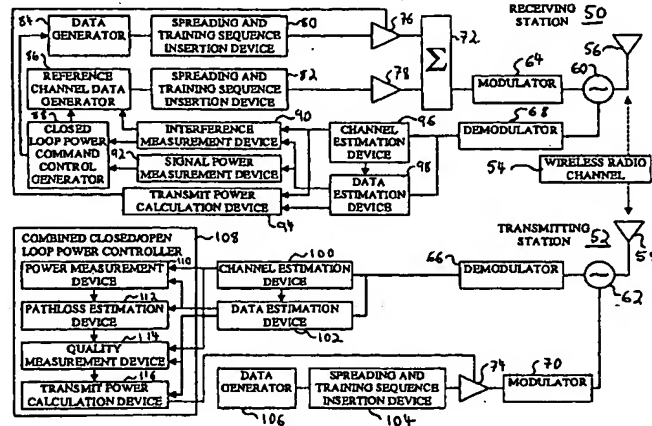 84
DATA
GENERATOR
SPREADING AND
TRAINING SEQUENCE
INSERTION DEVICE
80
76
72
Σ
RECEIVING
STATION
50
56
86
REFERENCE
CHANNEL DATA
GENERATOR
SPREADING AND
TRAINING SEQUENCE
INSERTION DEVICE
82
78
64
MODULATOR
60
88
CLOSED
LOOP POWER
COMMAND
CONTROL
GENERATOR
90
INTERFERENCE
MEASUREMENT DEVICE
92
SIGNAL POWER
MEASUREMENT
DEVICE
TRANSMIT POWER
CALCULATION DEVICE
94
96
CHANNEL
ESTIMATION
DEVICE
98
DATA
ESTIMATION
DEVICE
68
DEMODULATOR
54
WIRELESS RADIO
CHANNEL
TRANSMITTING
STATION
52
COMBINED CLOSED/OPEN
LOOP POWER CONTROLLER
108
POWER MEASUREMENT
DEVICE
110
PATHLOSS ESTIMATION
DEVICE
112
QUALITY
MEASUREMENT DEVICE
114
TRANSMIT POWER
CALCULATION DEVICE
116
100
CHANNEL ESTIMATION
DEVICE
DATA ESTIMATION
DEVICE
102
66
DEMODULATOR
62
DATA
GENERATOR
106
SPREADING AND
TRAINING SEQUENCE
INSERTION DEVICE
104
74
70
MODULATOR